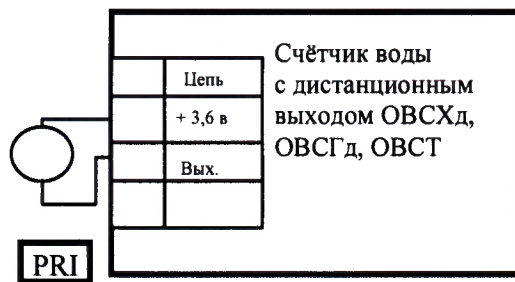 Цепь
+ 3,6 в
Вых.
Счётчик воды
с дистанционным
выходом ОВСХд,
ОВСГд, ОВСТ
PRI